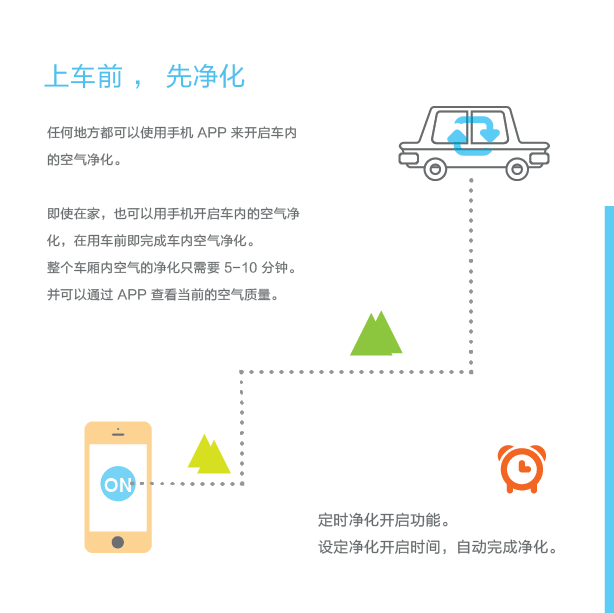 上车前， 先净化
任何地方都可以使用手机 APP 来开启车内
的空气净化。
即使在家，也可以用手机开启车内的空气净
化，在用车前即完成车内空气净化。
整个车厢内空气的净化只需要 5-10 分钟。
并可以通过 APP 查看当前的空气质量。
ON
定时净化开启功能。
设定净化开启时间，自动完成净化。